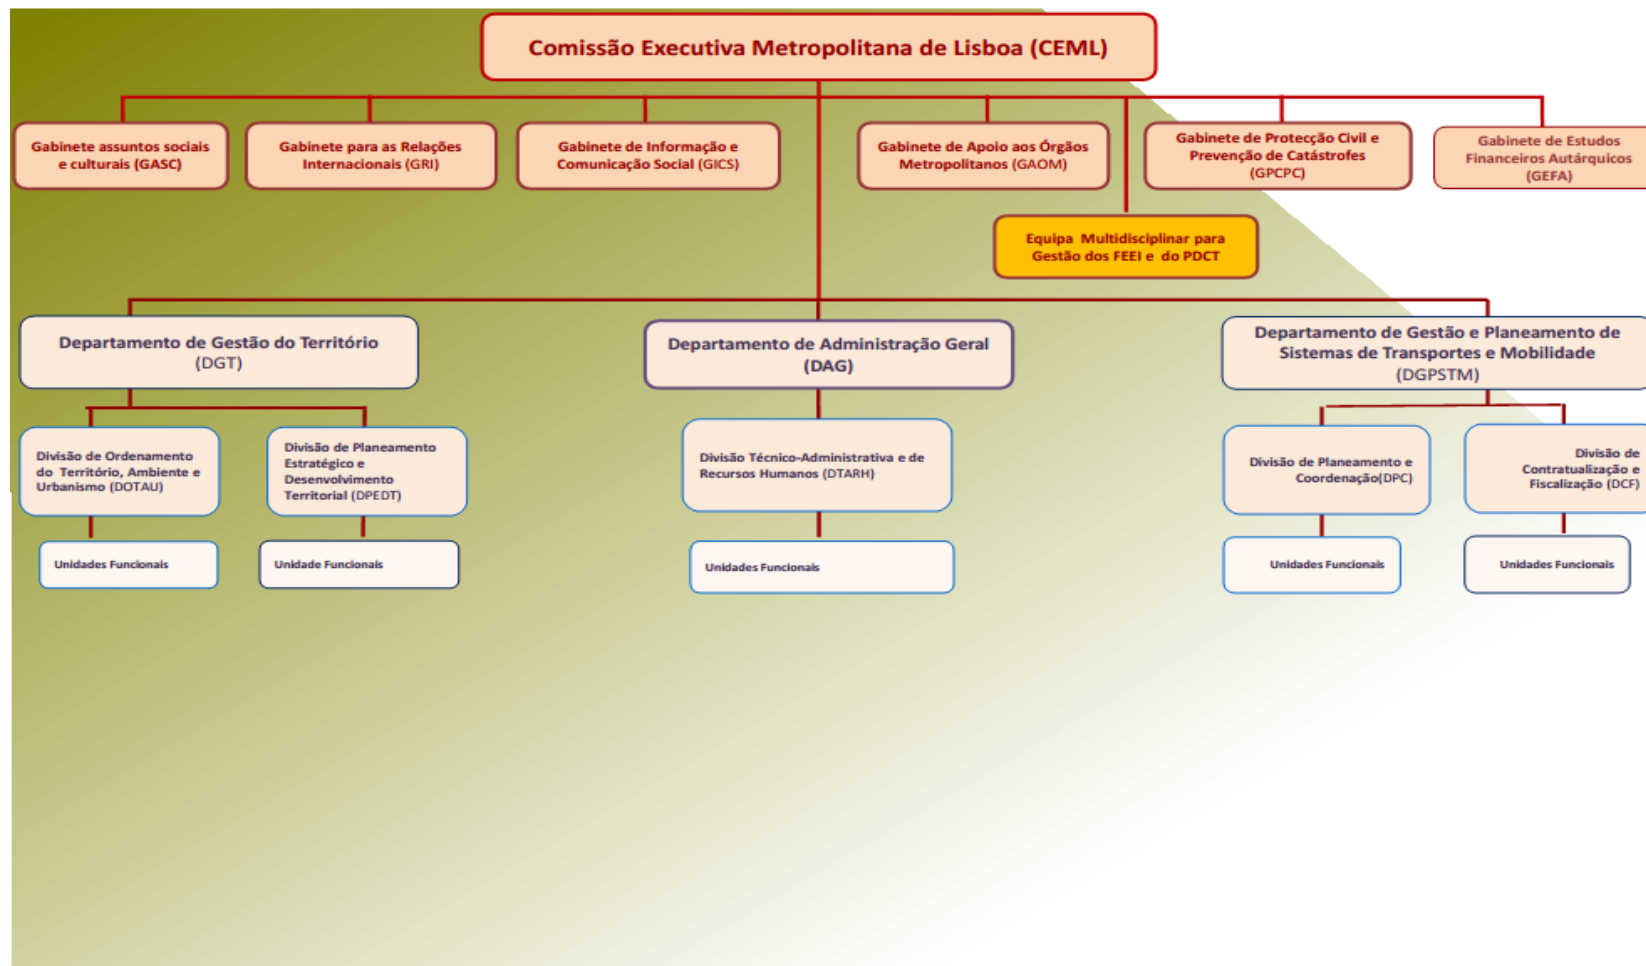 Comissão Executiva Metropolitana de Lisboa (CEML)
Gabinete assuntos sociais
e culturais (GASC)
Gabinete para as Relações
Internacionais (GRI)
Gabinete de Informação e
Comunicação Social (GICS)
Gabinete de Apoio aos Órgãos
Metropolitanos (GAOM)
Gabinete de Protecção Civil e
Prevenção de Catástrofes
(GPCPC)
Gabinete de Estudos
Financeiros Autárquicos
(GEFA)
Equipa Multidisciplinar para
Gestão dos FEEI e do PDCT
Departamento de Gestão do Território
(DGT)
Departamento de Administração Geral
(DAG)
Departamento de Gestão e Planeamento de
Sistemas de Transportes e Mobilidade
(DGPSTM)
Divisão de Ordenamento
do Território, Ambiente e
Urbanismo (DOTAU)
Divisão de Planeamento
Estratégico e
Desenvolvimento
Territorial (DPEDT)
Divisão Técnico-Administrativa e de
Recursos Humanos (DTARH)
Divisão de Planeamento e
Coordenação(DPC)
Divisão de
Contratualização e
Fiscalização (DCF)
Unidades Funcionais
Unidade Funcionais
Unidades Funcionais
Unidades Funcionais
Unidades Funcionais